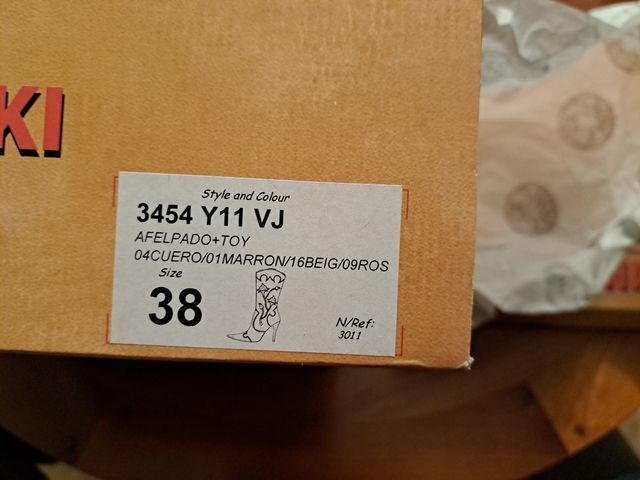 KI
Style and Colour
3454 Y11 VJ
AFELPADO+TOY
04CUERO/01MARRON/16BEIG/09ROS
Size
38
N/Ref:
3011